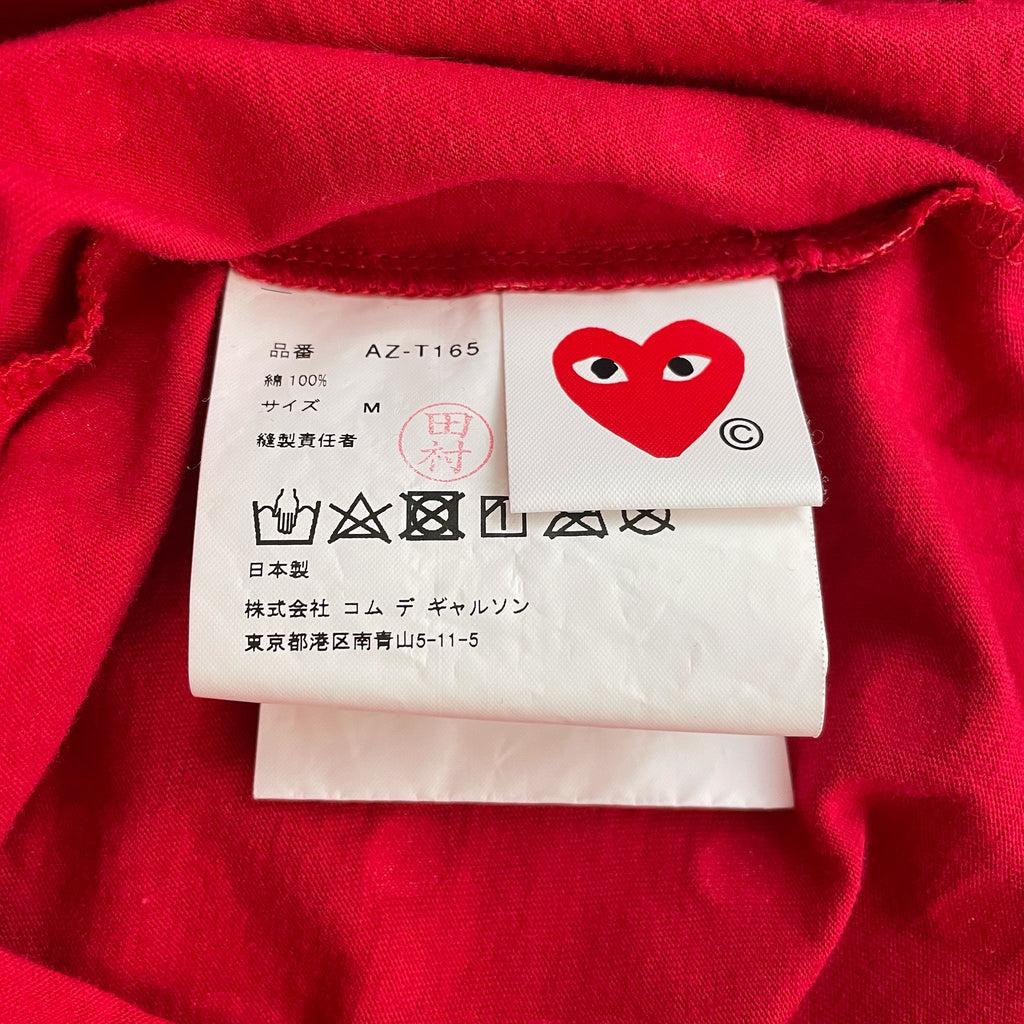 品番 AZ-T165
綿 100%
サイズ M
縫製責任者
田村
©
日本製
株式会社 コム デ ギャルソン
東京都港区南青山5-11-5